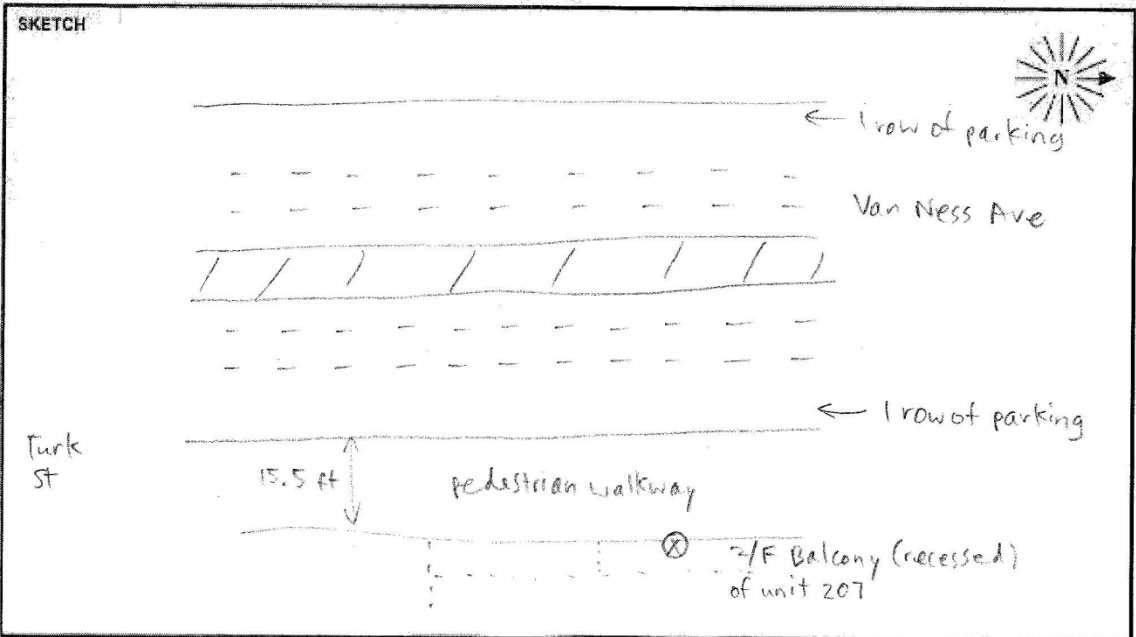 SKETCH
N
← 1 row of parking
Van Ness Ave
← 1 row of parking
Turk
St
15.5 ft
pedestrian walkway
2/F Balcony (recessed)
of unit 207